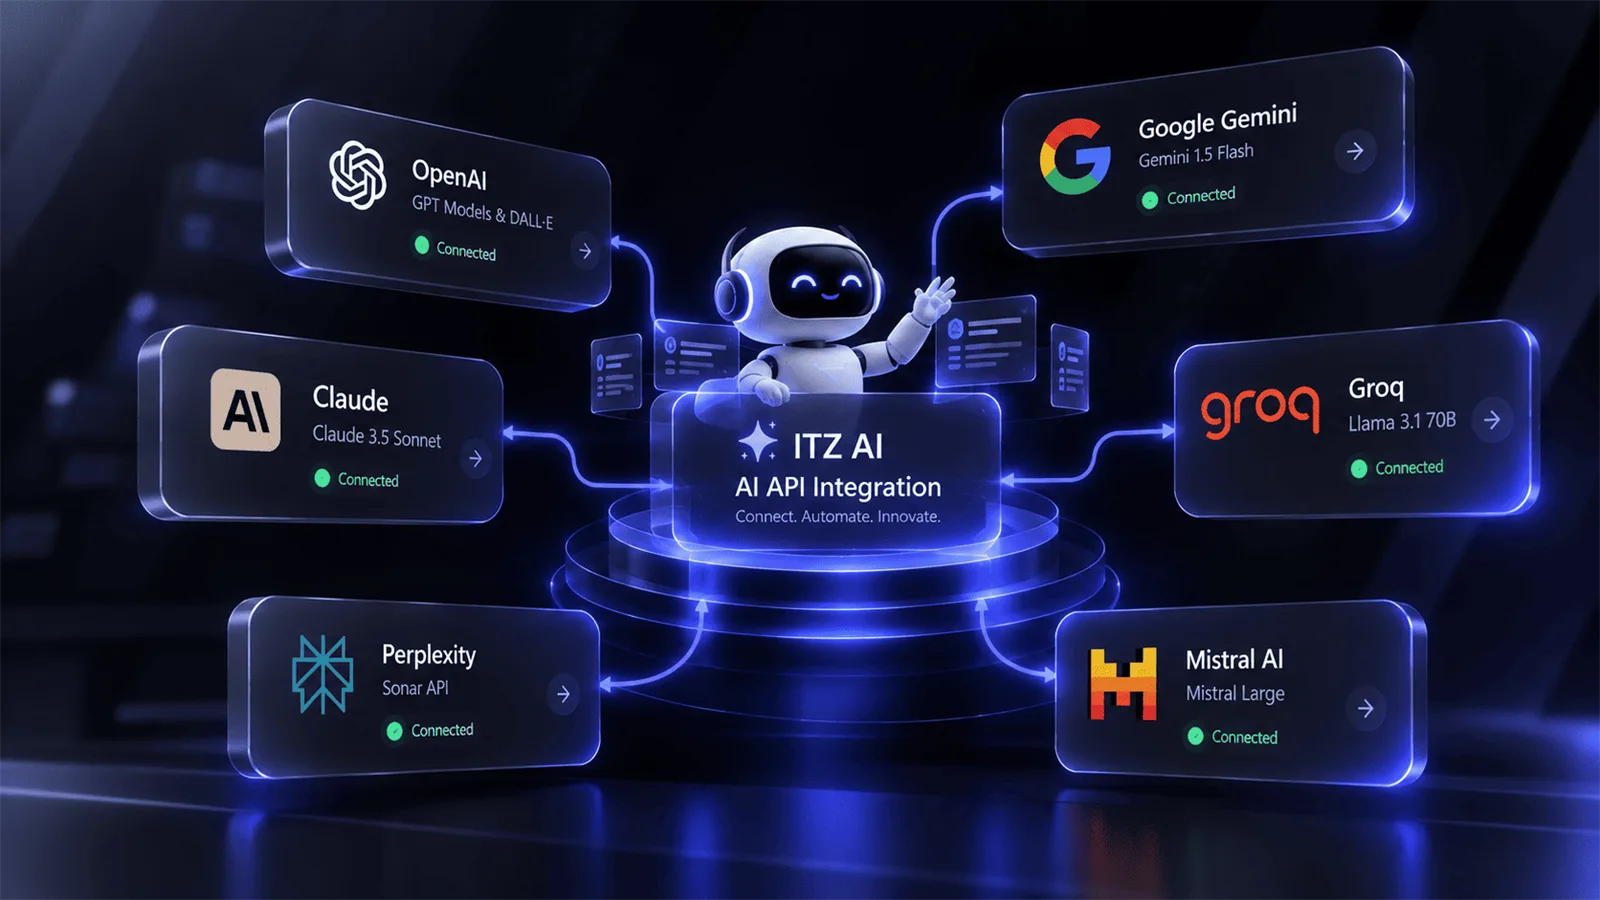 OpenAI
GPT Models & DALL·E
Connected
Google Gemini
Gemini 1.5 Flash
Connected
AI
Claude
Claude 3.5 Sonnet
Connected
groq
Groq
Llama 3.1 70B
Connected
ITZ AI
AI API Integration
Connect. Automate. Innovate.
Perplexity
Sonar API
Connected
Mistral AI
Mistral Large
Connected